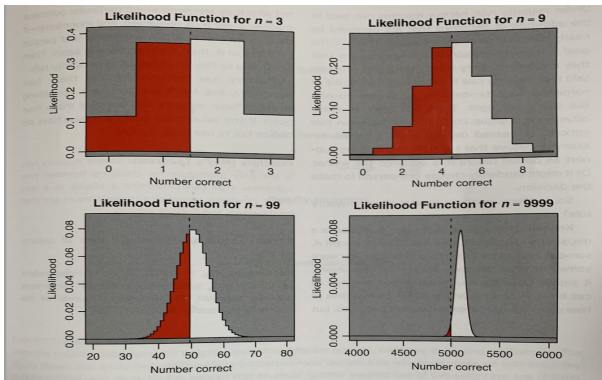 Likelihood Function for n – 3
0.4
0.3
0.2
0.1
0.0
Likelihood
0 1 2 3
Number correct
Likelihood Function for n = 9
0.20
0.10
0.00
Likelihood
0 2 4 6 8
Number correct
Likelihood Function for n – 99
0.08
0.06
0.04
0.02
0.00
Likelihood
20 30 40 50 60 70 80
Number correct
Likelihood Function for n = 9999
0.008
0.004
0.000
Likelihood
4000 4500 5000 5500 6000
Number correct